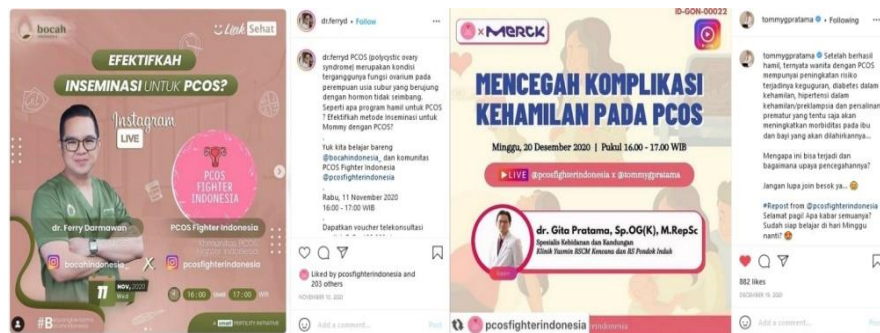 bocah
Link Sehat
EFEKTIFKAH
INSEMINASI UNTUK PCOS?
Instagram
LIVE
PCOS
FIGHTER
INDONESIA
dr. Ferry Darmawan
PCOS Fighter Indonesia
bocahindonesia_
X
pcosfighterindonesia
11 NOV, 2020
Wed
16 : 00
17 : 00
dr.ferryd • Follow
dr.ferryd PCOS (polycystic ovary
syndrome) merupakan kondisi
terganggunya fungsi ovarium pada
perempuan usia subur yang berujung
dengan hormon tidak seimbang.
Seperti apa program hamil untuk PCOS
? Efektifkah metode Inseminasi untuk
Mommy dengan PCOS?
.
Yuk kita belajar bareng
@bocahindonesia_ dan komunitas
PCOS Fighter Indonesia
@pcosfighterindonesia
.
Rabu, 11 November 2020
16:00 - 17:00 WIB
.
Dapatkan voucher telekonsultasi
Liked by pcosfighterindonesia and
203 others
NOVEMBER 10, 2020
Add a comment...
Post
ID-GON-00022
x MERCK
MENCEGAH KOMPLIKASI
KEHAMILAN PADA PCOS
Minggu, 20 Desember 2020 | Pukul 16.00 - 17.00 WIB
LIVE @pcosfighterindonesia x @tommygpratama
dr. Gita Pratama, Sp.OG(K), M.RepSc
Spesialis Kebidanan dan Kandungan
Klinik Yasmin RSCM Kencana dan RS Pondok Indah
pcosfighterindonesia
tommygpratama • Following
tommygpratama Setelah berhasil
hamil, ternyata wanita dengan PCOS
mempunyai peningkatan risiko
terjadinya keguguran, diabetes dalam
kehamilan, hipertensi dalam
kehamilan/preklampsia dan persalinan
prematur yang tentu saja akan
meningkatkan morbiditas pada ibu
dan bayi yang akan dilahirkannya...
Mengapa ini bisa terjadi dan
bagaimana upaya pencegahannya?
Jangan lupa join besok ya...
#Repost from @pcosfighterindonesia
Selamat pagi! Apa kabar semuanya?
Sudah siap belajar di hari Minggu
nanti?
882 likes
DECEMBER 19, 2020
Add a comment...
Post